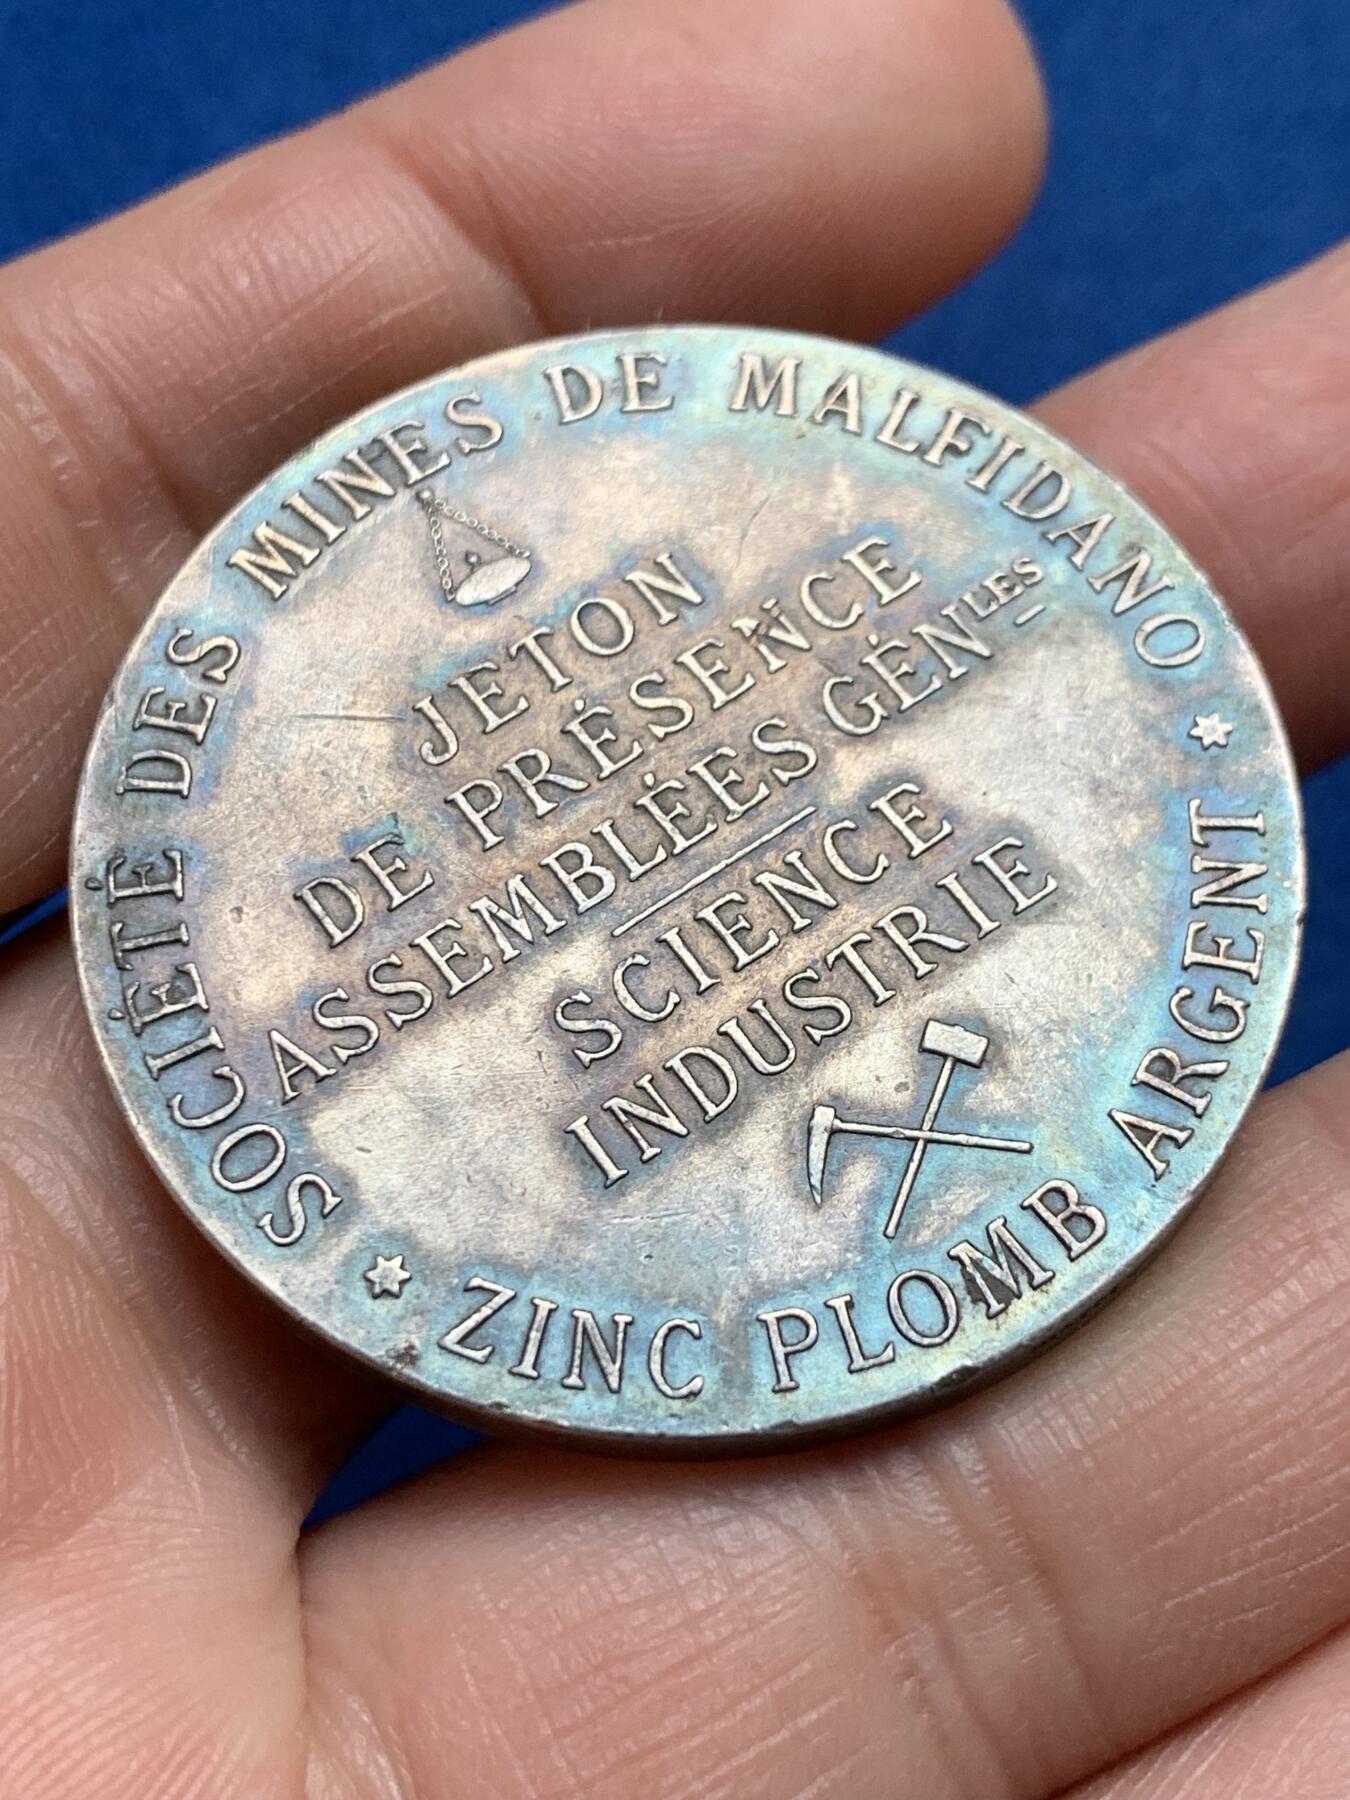 SOCIÉTÉ DES MINES DE MALFIDANO
JETON
DE PRÉSENCE
ASSEMBLÉES GÉNLES
SCIENCE
INDUSTRIE
ZINC PLOMB ARGENT